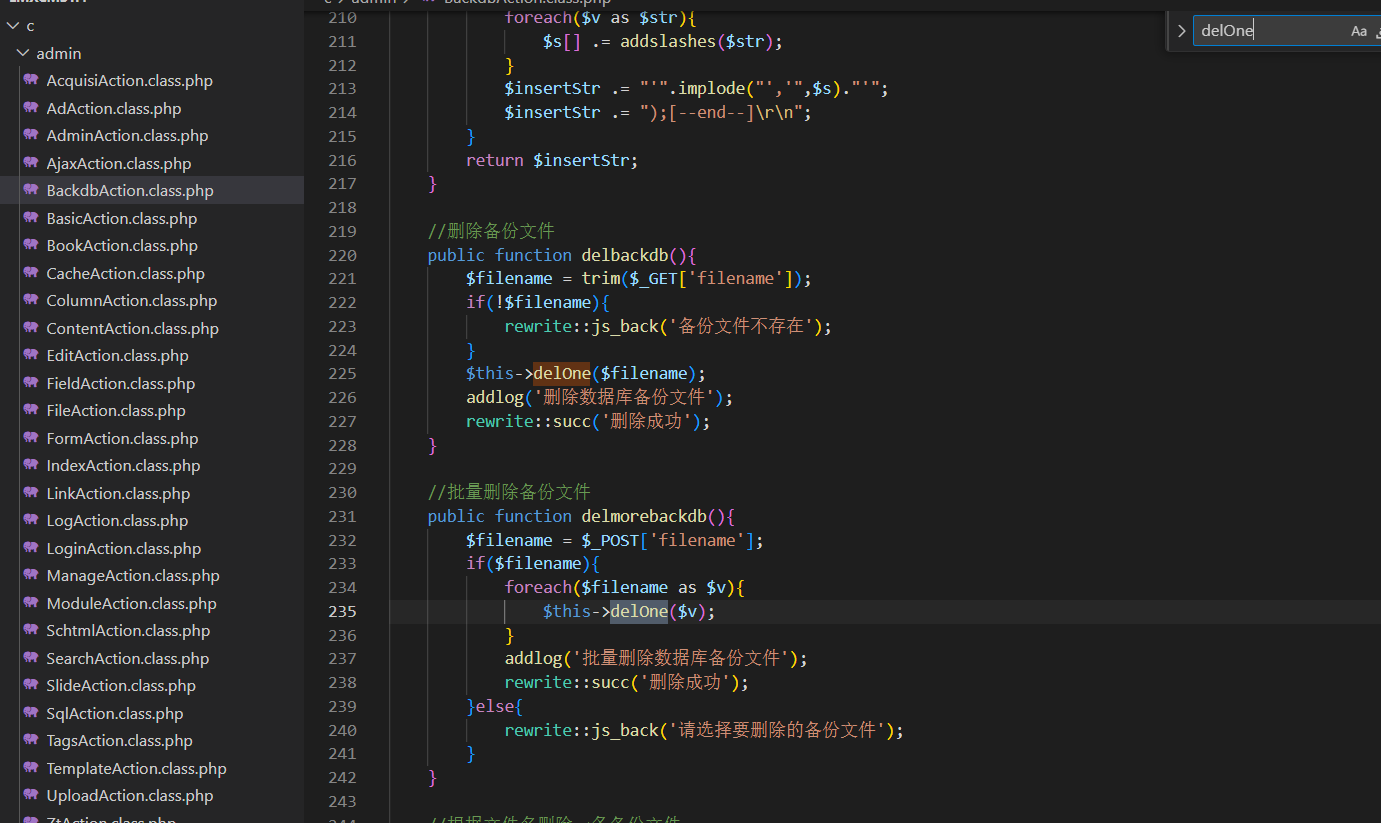 c
admin
AcquisiAction.class.php
AdAction.class.php
AdminAction.class.php
AjaxAction.class.php
BackdbAction.class.php
BasicAction.class.php
BookAction.class.php
CacheAction.class.php
ColumnAction.class.php
ContentAction.class.php
EditAction.class.php
FieldAction.class.php
FileAction.class.php
FormAction.class.php
IndexAction.class.php
LinkAction.class.php
LogAction.class.php
LoginAction.class.php
ManageAction.class.php
ModuleAction.class.php
SchtmlAction.class.php
SearchAction.class.php
SlideAction.class.php
SqlAction.class.php
TagsAction.class.php
TemplateAction.class.php
UploadAction.class.php
ZtAction.class.php
c > admin > BackdbAction.class.php
delOne Aa
210 foreach($v as $str){
211 $s[] .= addslashes($str);
212 }
213 $insertStr .= "'".implode("','",$s)."'";
214 $insertStr .= ");[--end--]\r\n";
215 }
216 return $insertStr;
217 }
218
219 //删除备份文件
220 public function delbackdb(){
221 $filename = trim($_GET['filename']);
222 if(!$filename){
223 rewrite::js_back('备份文件不存在');
224 }
225 $this->delOne($filename);
226 addlog('删除数据库备份文件');
227 rewrite::succ('删除成功');
228 }
229
230 //批量删除备份文件
231 public function delmorebackdb(){
232 $filename = $_POST['filename'];
233 if($filename){
234 foreach($filename as $v){
235 $this->delOne($v);
236 }
237 addlog('批量删除数据库备份文件');
238 rewrite::succ('删除成功');
239 }else{
240 rewrite::js_back('请选择要删除的备份文件');
241 }
242 }
243